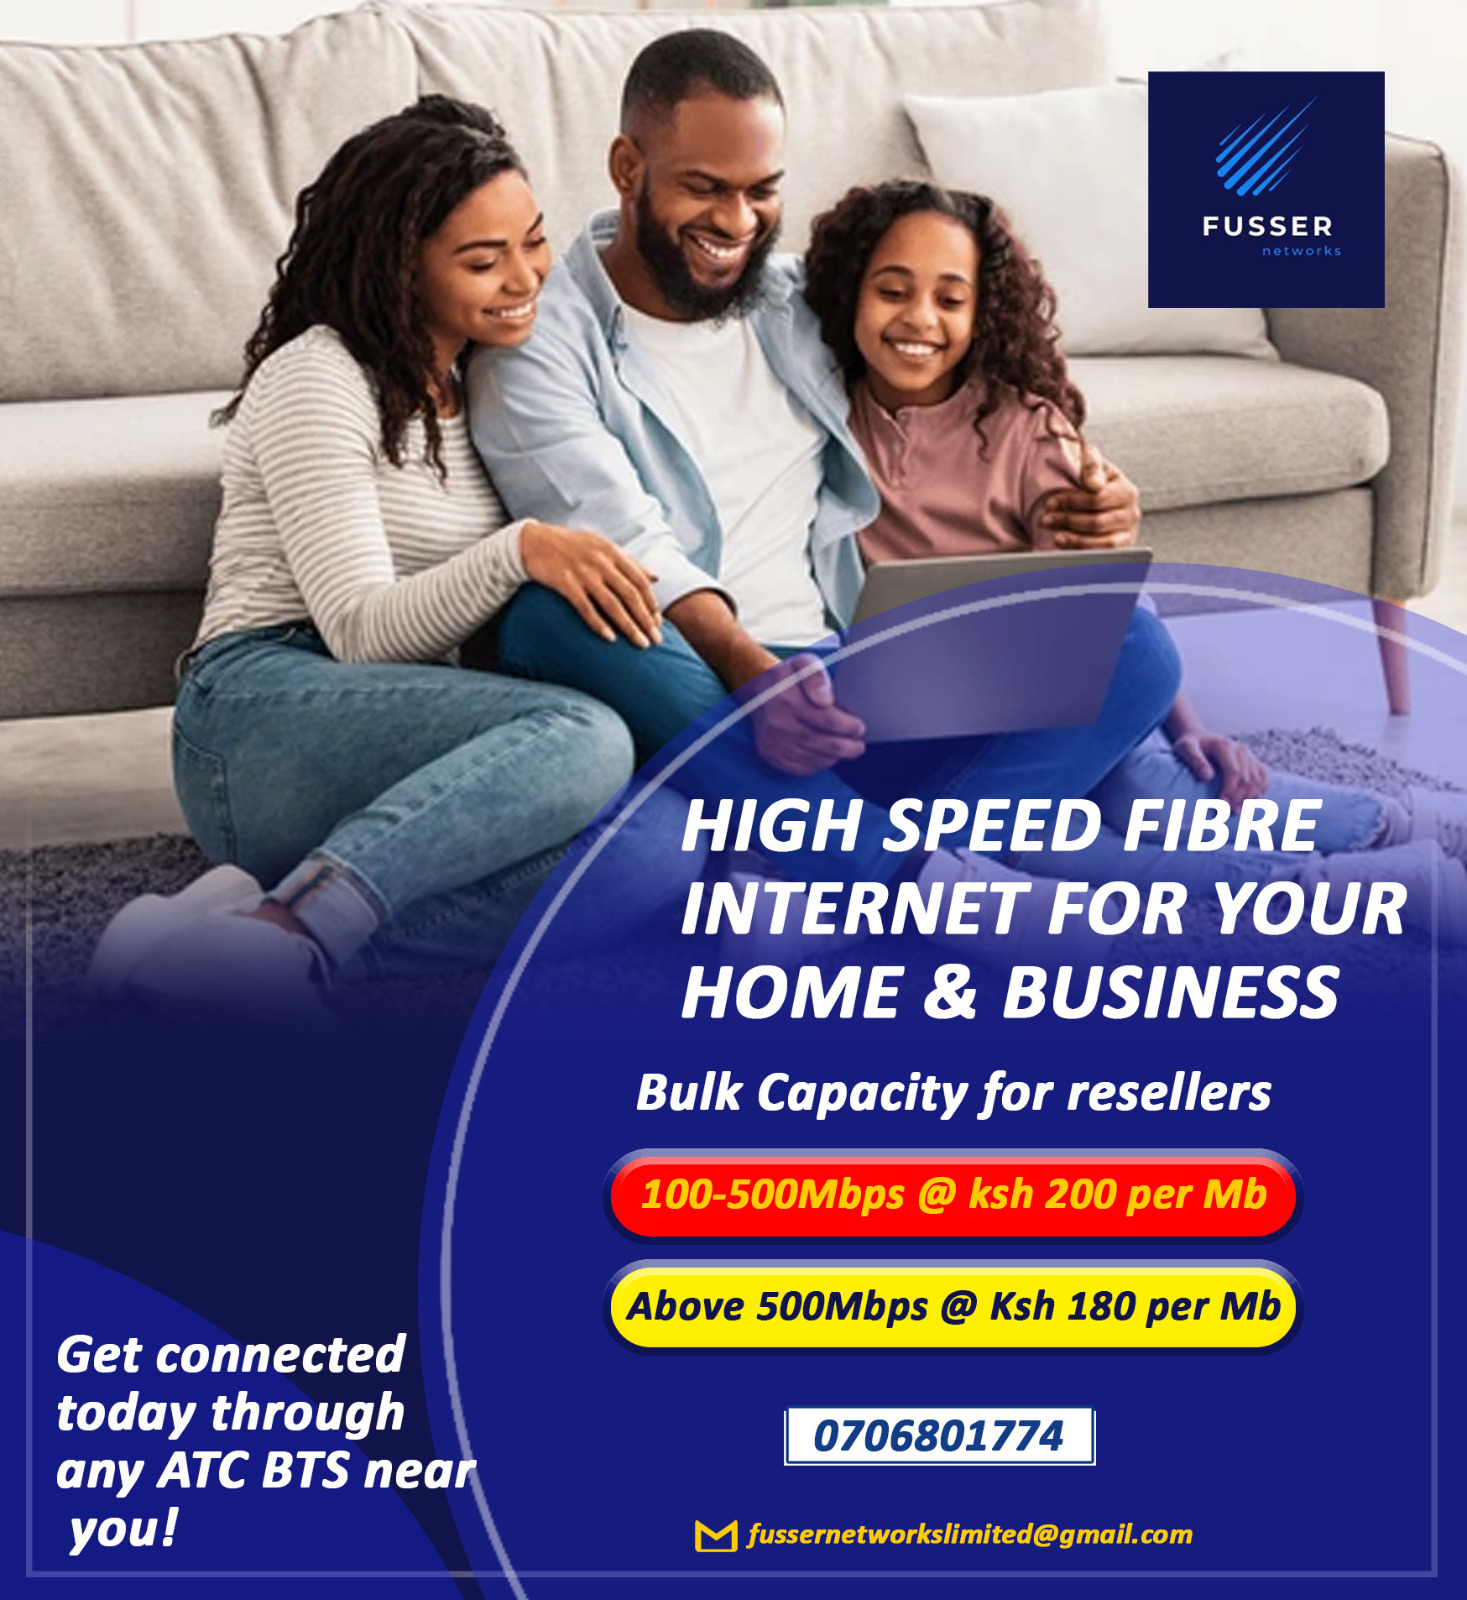 FUSSER
networks
HIGH SPEED FIBRE
INTERNET FOR YOUR
HOME & BUSINESS
Bulk Capacity for resellers
100-500Mbps @ ksh 200 per Mb
Above 500Mbps @ Ksh 180 per Mb
Get connected
today through
any ATC BTS near
you!
0706801774
fussernetworkslimited@gmail.com